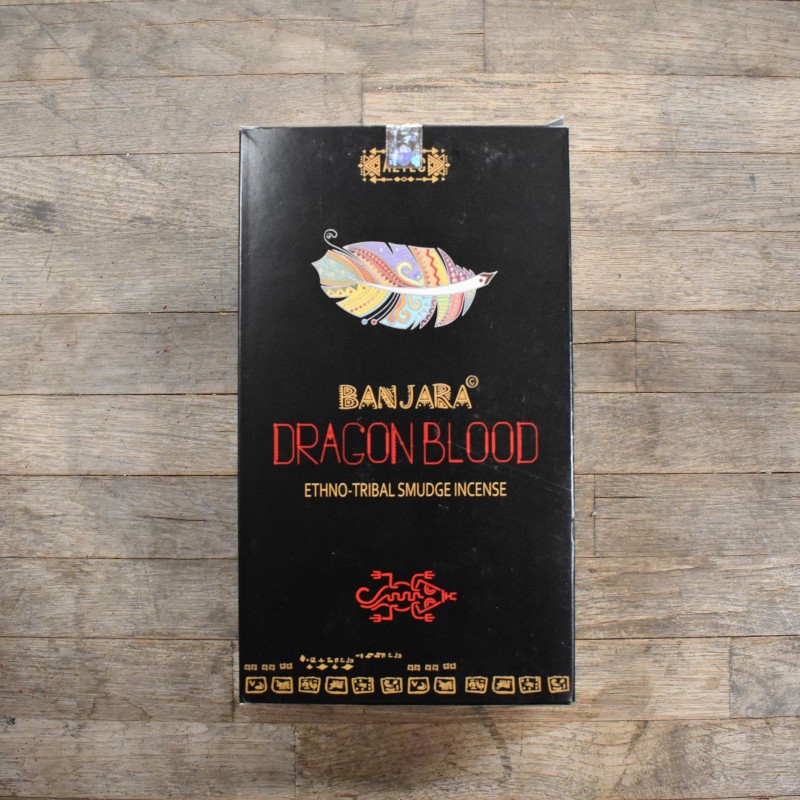 BANJARA©
DRAGON BLOOD
ETHNO-TRIBAL SMUDGE INCENSE